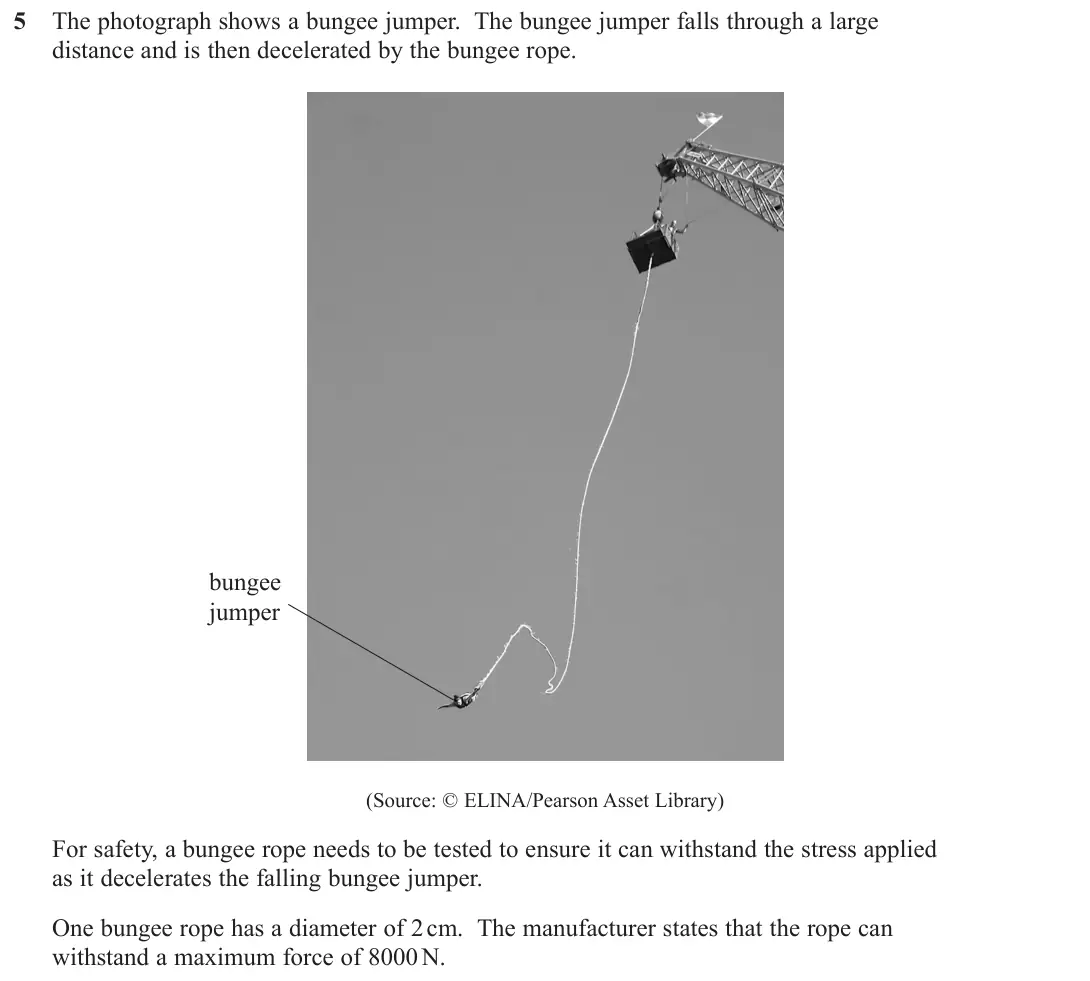 5 The photograph shows a bungee jumper. The bungee jumper falls through a large
distance and is then decelerated by the bungee rope.
bungee
jumper
(Source: © ELINA/Pearson Asset Library)
For safety, a bungee rope needs to be tested to ensure it can withstand the stress applied
as it decelerates the falling bungee jumper.
One bungee rope has a diameter of 2 cm. The manufacturer states that the rope can
withstand a maximum force of 8000 N.